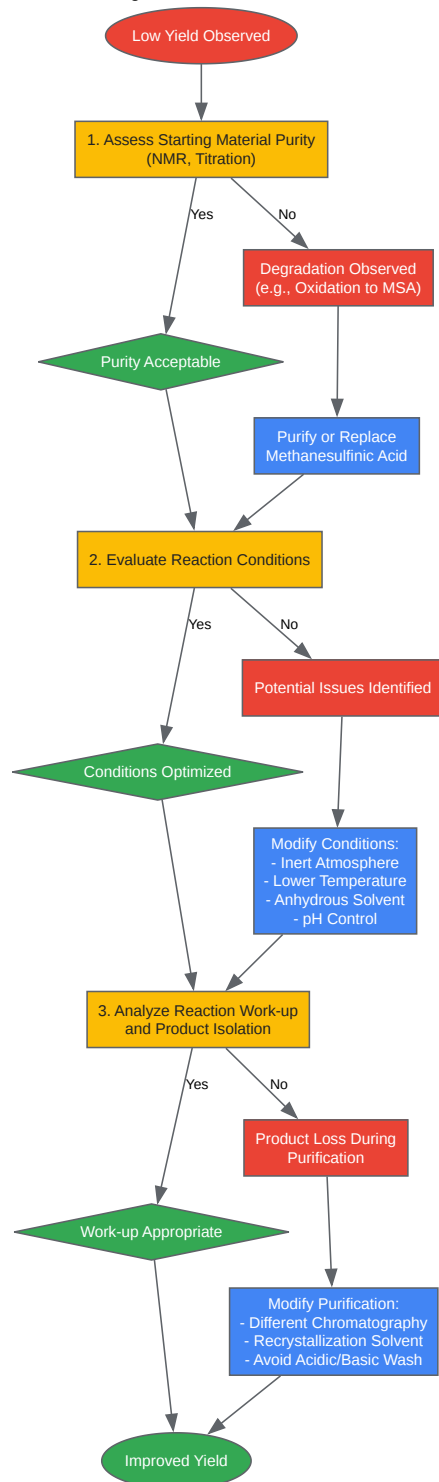 Low Yield Observed
1. Assess Starting Material Purity
(NMR, Titration)
Yes
No
Degradation Observed
(e.g., Oxidation to MSA)
Purity Acceptable
Purify or Replace
Methanesulfinic Acid
2. Evaluate Reaction Conditions
Yes
No
Potential Issues Identified
Conditions Optimized
Modify Conditions:
- Inert Atmosphere
- Lower Temperature
- Anhydrous Solvent
- pH Control
3. Analyze Reaction Work-up
and Product Isolation
Yes
No
Product Loss During
Purification
Work-up Appropriate
Modify Purification:
- Different Chromatography
- Recrystallization Solvent
- Avoid Acidic/Basic Wash
Improved Yield